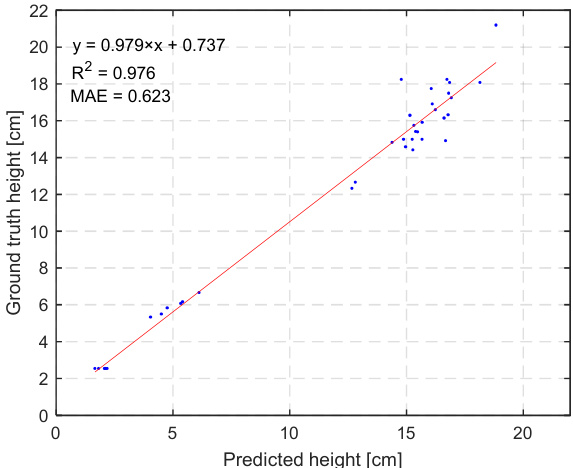 22
20
18
16
14
12
10
8
6
4
2
0
Ground truth height [cm]
y = 0.979×x + 0.737
R² = 0.976
MAE = 0.623
0 5 10 15 20
Predicted height [cm]